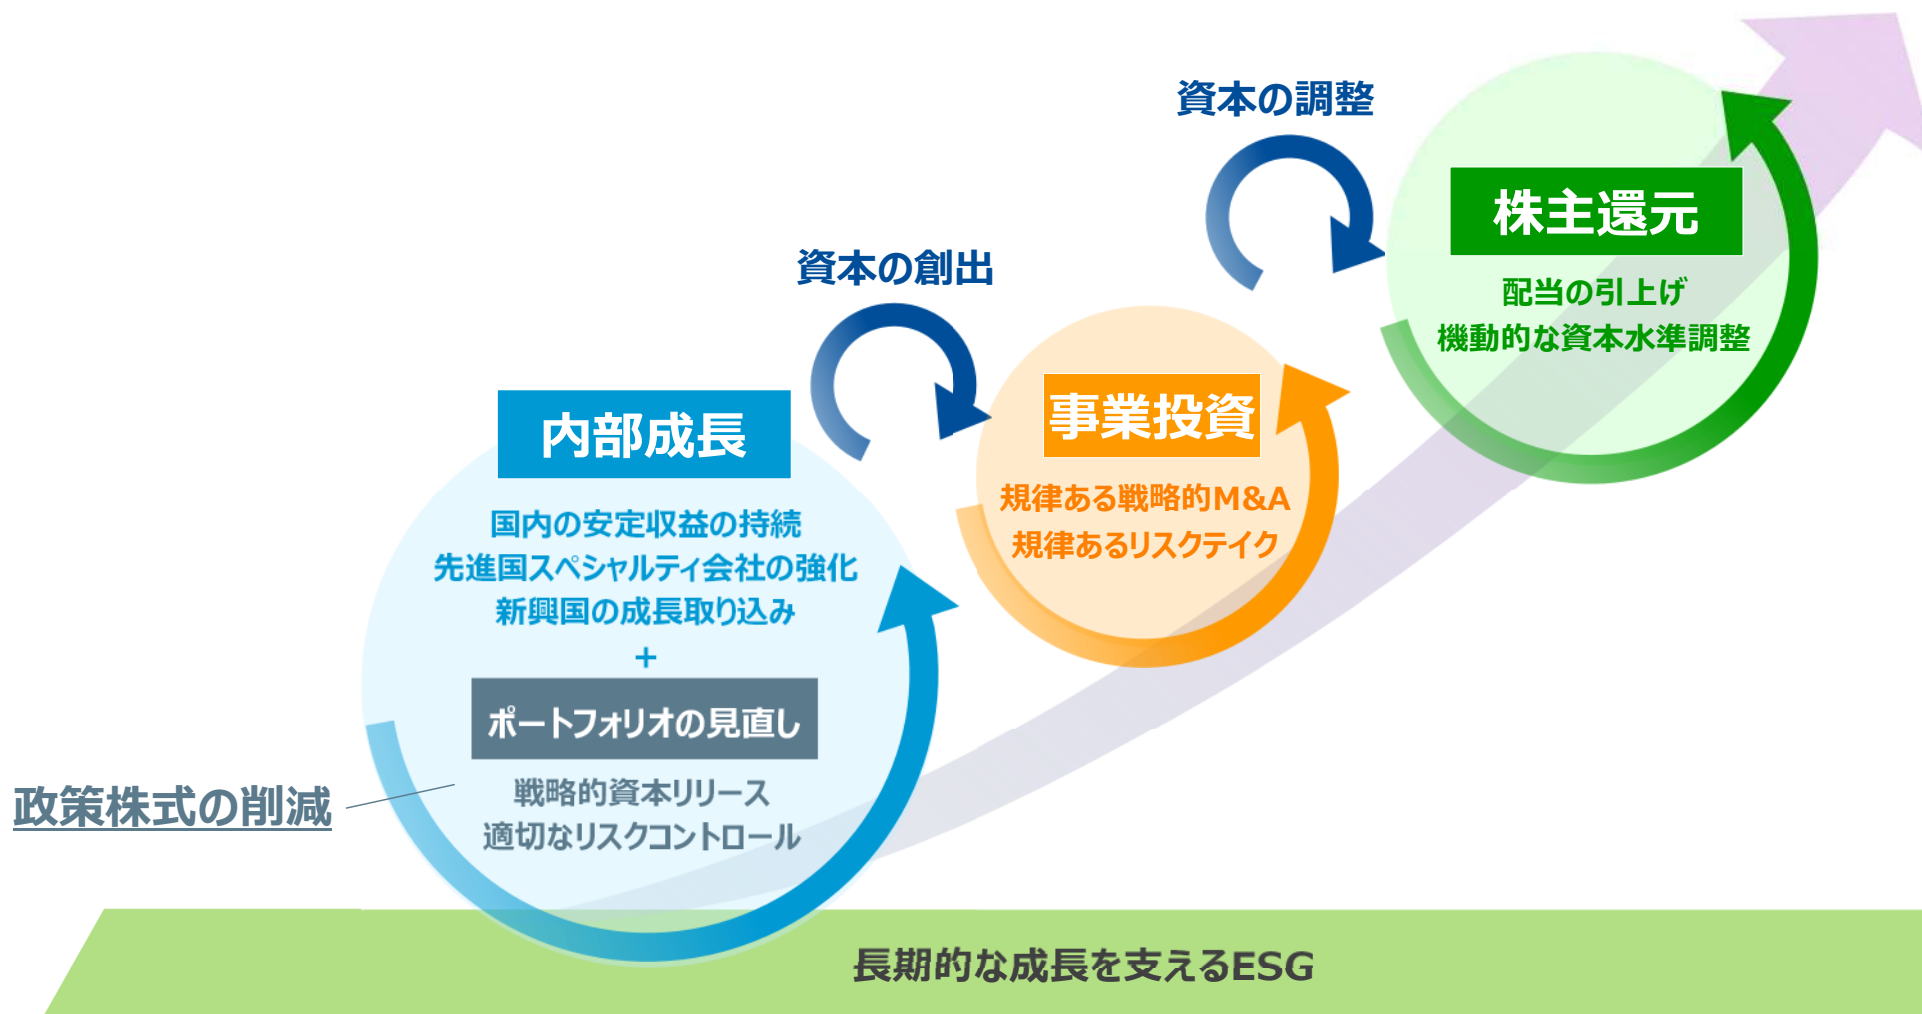 資本の調整
株主還元
配当の引上げ
機動的な資本水準調整
資本の創出
事業投資
規律ある戦略的M&A
規律あるリスクテイク
内部成長
国内の安定収益の持続
先進国スペシャルティ会社の強化
新興国の成長取り込み
+
ポートフォリオの見直し
戦略的資本リリース
適切なリスクコントロール
政策株式の削減
長期的な成長を支えるESG